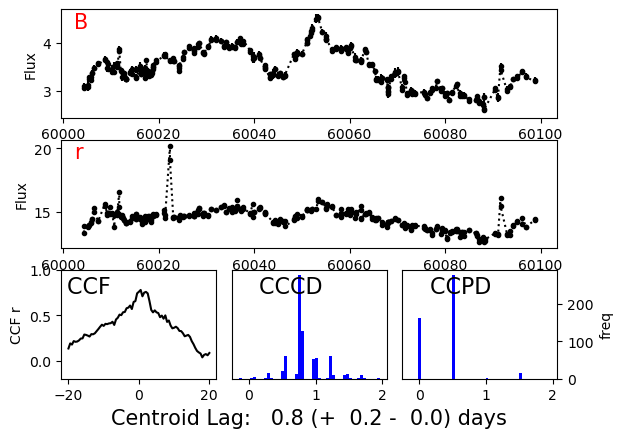 B
Flux
4
3
60000 60020 60040 60060 60080 60100
r
Flux
20
15
60000 60020 60040 60060 60080 60100
CCF
CCF r
1.0
0.5
0.0
−20 0 20
CCCD
0 1 2
CCPD
0 1 2
200
100
0
freq
Centroid Lag: 0.8 (+ 0.2 - 0.0) days